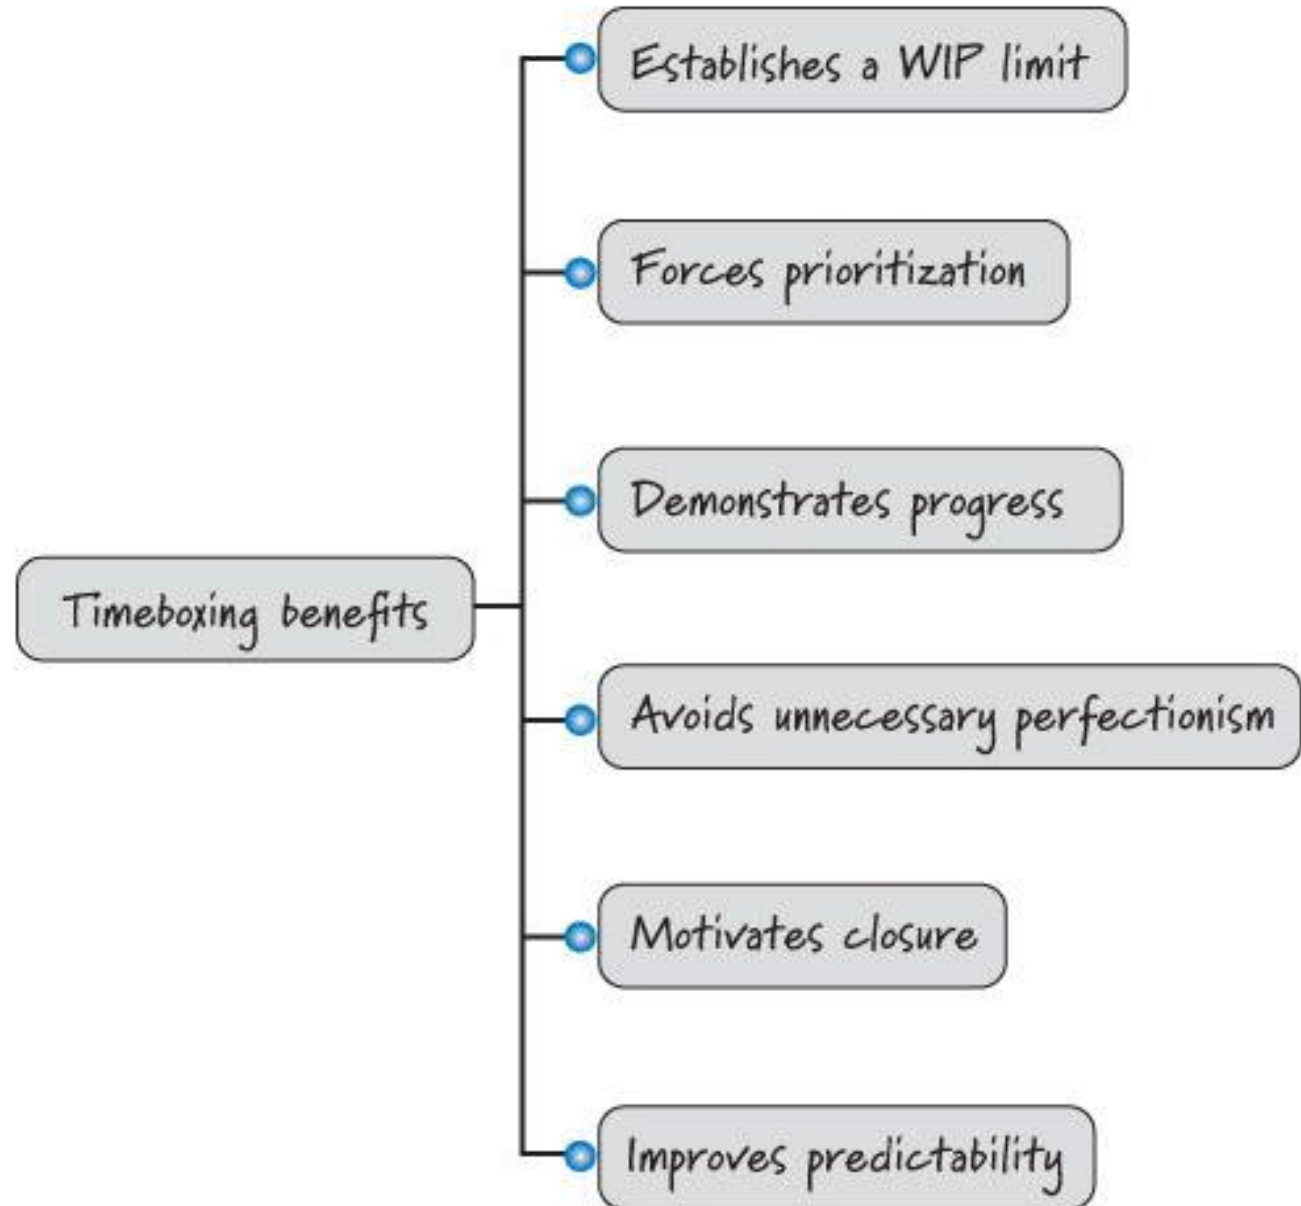 Establishes a WIP limit
Forces prioritization
Demonstrates progress
Timeboxing benefits
Avoids unnecessary perfectionism
Motivates closure
Improves predictability